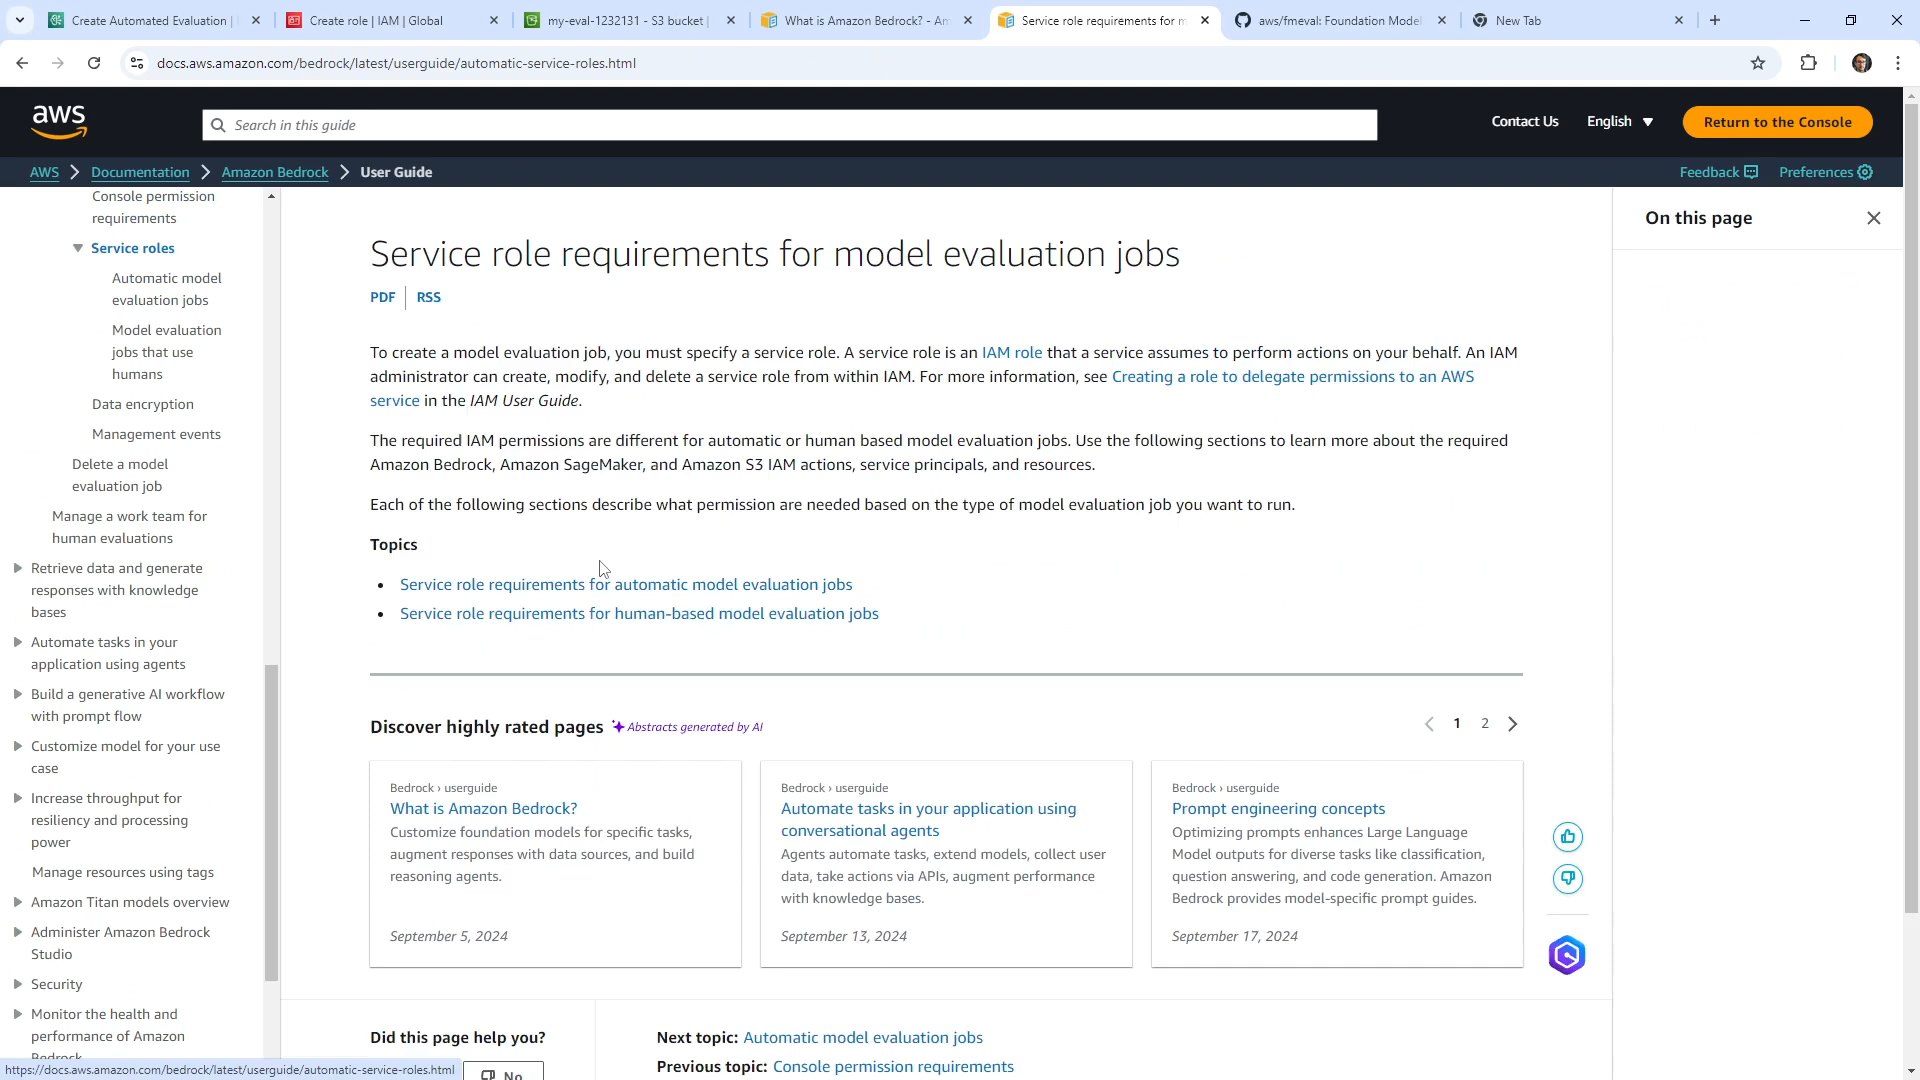 Create Automated Evaluation |
Create role | IAM | Global
my-eval-1232131 - S3 bucket |
What is Amazon Bedrock? - Am
Service role requirements for m
aws/fmeval: Foundation Model
New Tab
docs.aws.amazon.com/bedrock/latest/userguide/automatic-service-roles.html
aws
Search in this guide
Contact Us
English
Return to the Console
AWS
Documentation
Amazon Bedrock
User Guide
Feedback
Preferences
Console permission
requirements
Service roles
Automatic model
evaluation jobs
Model evaluation
jobs that use
humans
Data encryption
Management events
Delete a model
evaluation job
Manage a work team for
human evaluations
Retrieve data and generate
responses with knowledge
bases
Automate tasks in your
application using agents
Build a generative AI workflow
with prompt flow
Customize model for your use
case
Increase throughput for
resiliency and processing
power
Manage resources using tags
Amazon Titan models overview
Administer Amazon Bedrock
Studio
Security
Monitor the health and
performance of Amazon
Bedrock
https://docs.aws.amazon.com/bedrock/latest/userguide/automatic-service-roles.html
Service role requirements for model evaluation jobs
PDF
RSS
To create a model evaluation job, you must specify a service role. A service role is an IAM role that a service assumes to perform actions on your behalf. An IAM
administrator can create, modify, and delete a service role from within IAM. For more information, see Creating a role to delegate permissions to an AWS
service in the IAM User Guide.
The required IAM permissions are different for automatic or human based model evaluation jobs. Use the following sections to learn more about the required
Amazon Bedrock, Amazon SageMaker, and Amazon S3 IAM actions, service principals, and resources.
Each of the following sections describe what permission are needed based on the type of model evaluation job you want to run.
Topics
• Service role requirements for automatic model evaluation jobs
• Service role requirements for human-based model evaluation jobs
Discover highly rated pages
Abstracts generated by AI
1
2
Bedrock › userguide
What is Amazon Bedrock?
Customize foundation models for specific tasks,
augment responses with data sources, and build
reasoning agents.
September 5, 2024
Bedrock › userguide
Automate tasks in your application using
conversational agents
Agents automate tasks, extend models, collect user
data, take actions via APIs, augment performance
with knowledge bases.
September 13, 2024
Bedrock › userguide
Prompt engineering concepts
Optimizing prompts enhances Large Language
Model outputs for diverse tasks like classification,
question answering, and code generation. Amazon
Bedrock provides model-specific prompt guides.
September 17, 2024
Did this page help you?
No
Next topic: Automatic model evaluation jobs
Previous topic: Console permission requirements
On this page